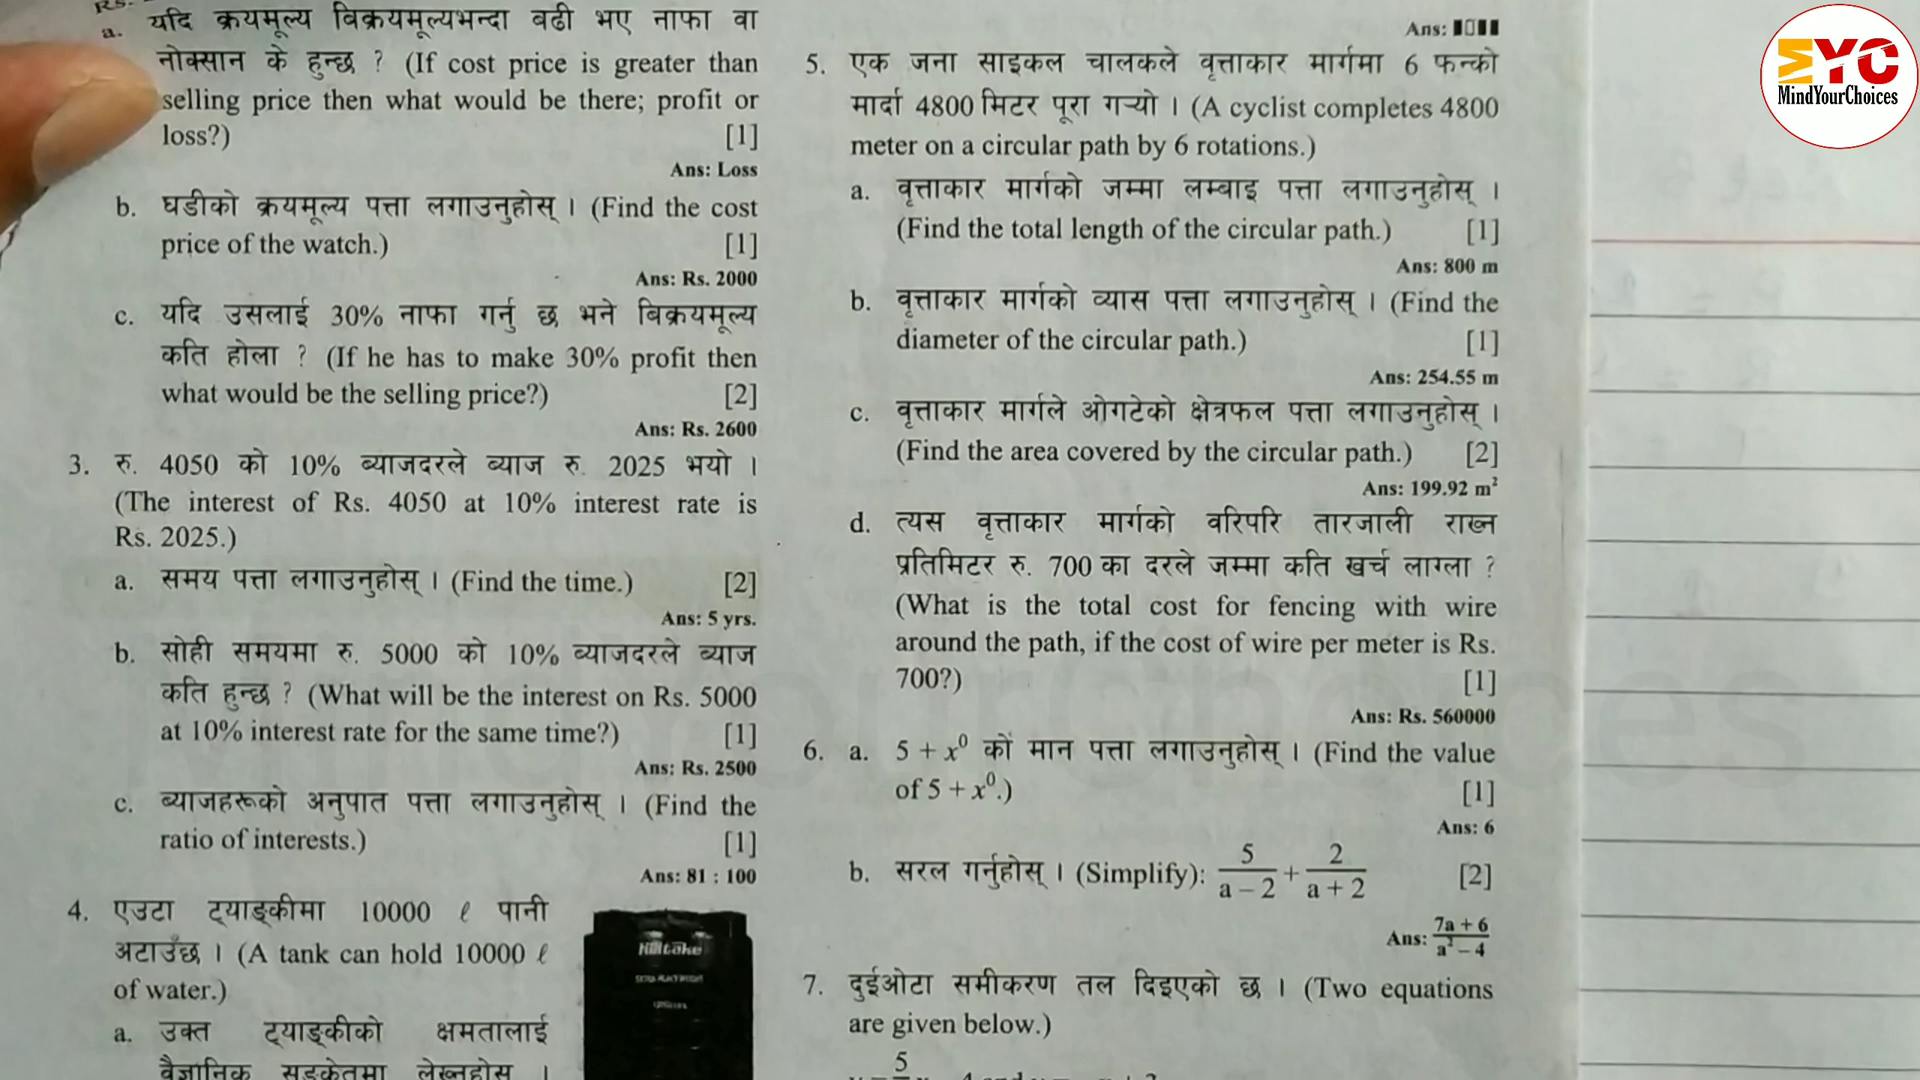 Rs.
a. यदि क्रयमूल्य विक्रयमूल्यभन्दा बढी भए नाफा वा
नोक्सान के हुन्छ ? (If cost price is greater than
selling price then what would be there; profit or
loss?) [1]
Ans: Loss
b. घडीको क्रयमूल्य पत्ता लगाउनुहोस् । (Find the cost
price of the watch.) [1]
Ans: Rs. 2000
c. यदि उसलाई 30% नाफा गर्नु छ भने बिक्रयमूल्य
कति होला ? (If he has to make 30% profit then
what would be the selling price?) [2]
Ans: Rs. 2600
3. रु. 4050 को 10% ब्याजदरले ब्याज रु. 2025 भयो ।
(The interest of Rs. 4050 at 10% interest rate is
Rs. 2025.)
a. समय पत्ता लगाउनुहोस् । (Find the time.) [2]
Ans: 5 yrs.
b. सोही समयमा रु. 5000 को 10% ब्याजदरले ब्याज
कति हुन्छ ? (What will be the interest on Rs. 5000
at 10% interest rate for the same time?) [1]
Ans: Rs. 2500
c. ब्याजहरूको अनुपात पत्ता लगाउनुहोस् । (Find the
ratio of interests.) [1]
Ans: 81 : 100
4. एउटा ट्याङ्कीमा 10000 ℓ पानी
अटाउँछ । (A tank can hold 10000 ℓ
of water.)
a. उक्त ट्याङ्कीको क्षमतालाई
वैज्ञानिक सङ्केतमा लेख्नुहोस् ।
Hilltake
Ans:
5. एक जना साइकल चालकले वृत्ताकार मार्गमा 6 फन्को
मार्दा 4800 मिटर पूरा गर्‍यो । (A cyclist completes 4800
meter on a circular path by 6 rotations.)
a. वृत्ताकार मार्गको जम्मा लम्बाइ पत्ता लगाउनुहोस् ।
(Find the total length of the circular path.) [1]
Ans: 800 m
b. वृत्ताकार मार्गको व्यास पत्ता लगाउनुहोस् । (Find the
diameter of the circular path.) [1]
Ans: 254.55 m
c. वृत्ताकार मार्गले ओगटेको क्षेत्रफल पत्ता लगाउनुहोस् ।
(Find the area covered by the circular path.) [2]
Ans: 199.92 m²
d. त्यस वृत्ताकार मार्गको वरिपरि तारजाली राख्न
प्रतिमिटर रु. 700 का दरले जम्मा कति खर्च लाग्ला ?
(What is the total cost for fencing with wire
around the path, if the cost of wire per meter is Rs.
700?) [1]
Ans: Rs. 560000
6. a. 5 + x⁰ को मान पत्ता लगाउनुहोस् । (Find the value
of 5 + x⁰.) [1]
Ans: 6
b. सरल गर्नुहोस् । (Simplify): 5/(a – 2) + 2/(a + 2) [2]
Ans: (7a + 6)/(a² – 4)
7. दुईओटा समीकरण तल दिइएको छ । (Two equations
are given below.)
5
MYC
MindYourChoices